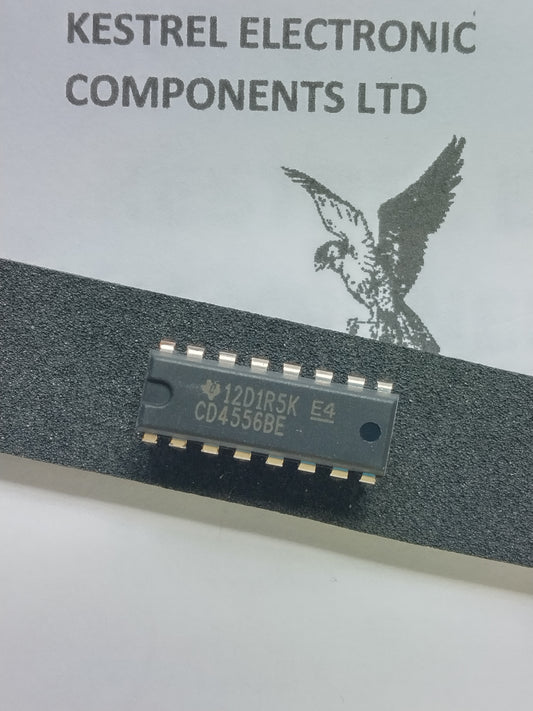 KESTREL ELECTRONIC
COMPONENTS LTD
12D1R5K E4
CD4556BE